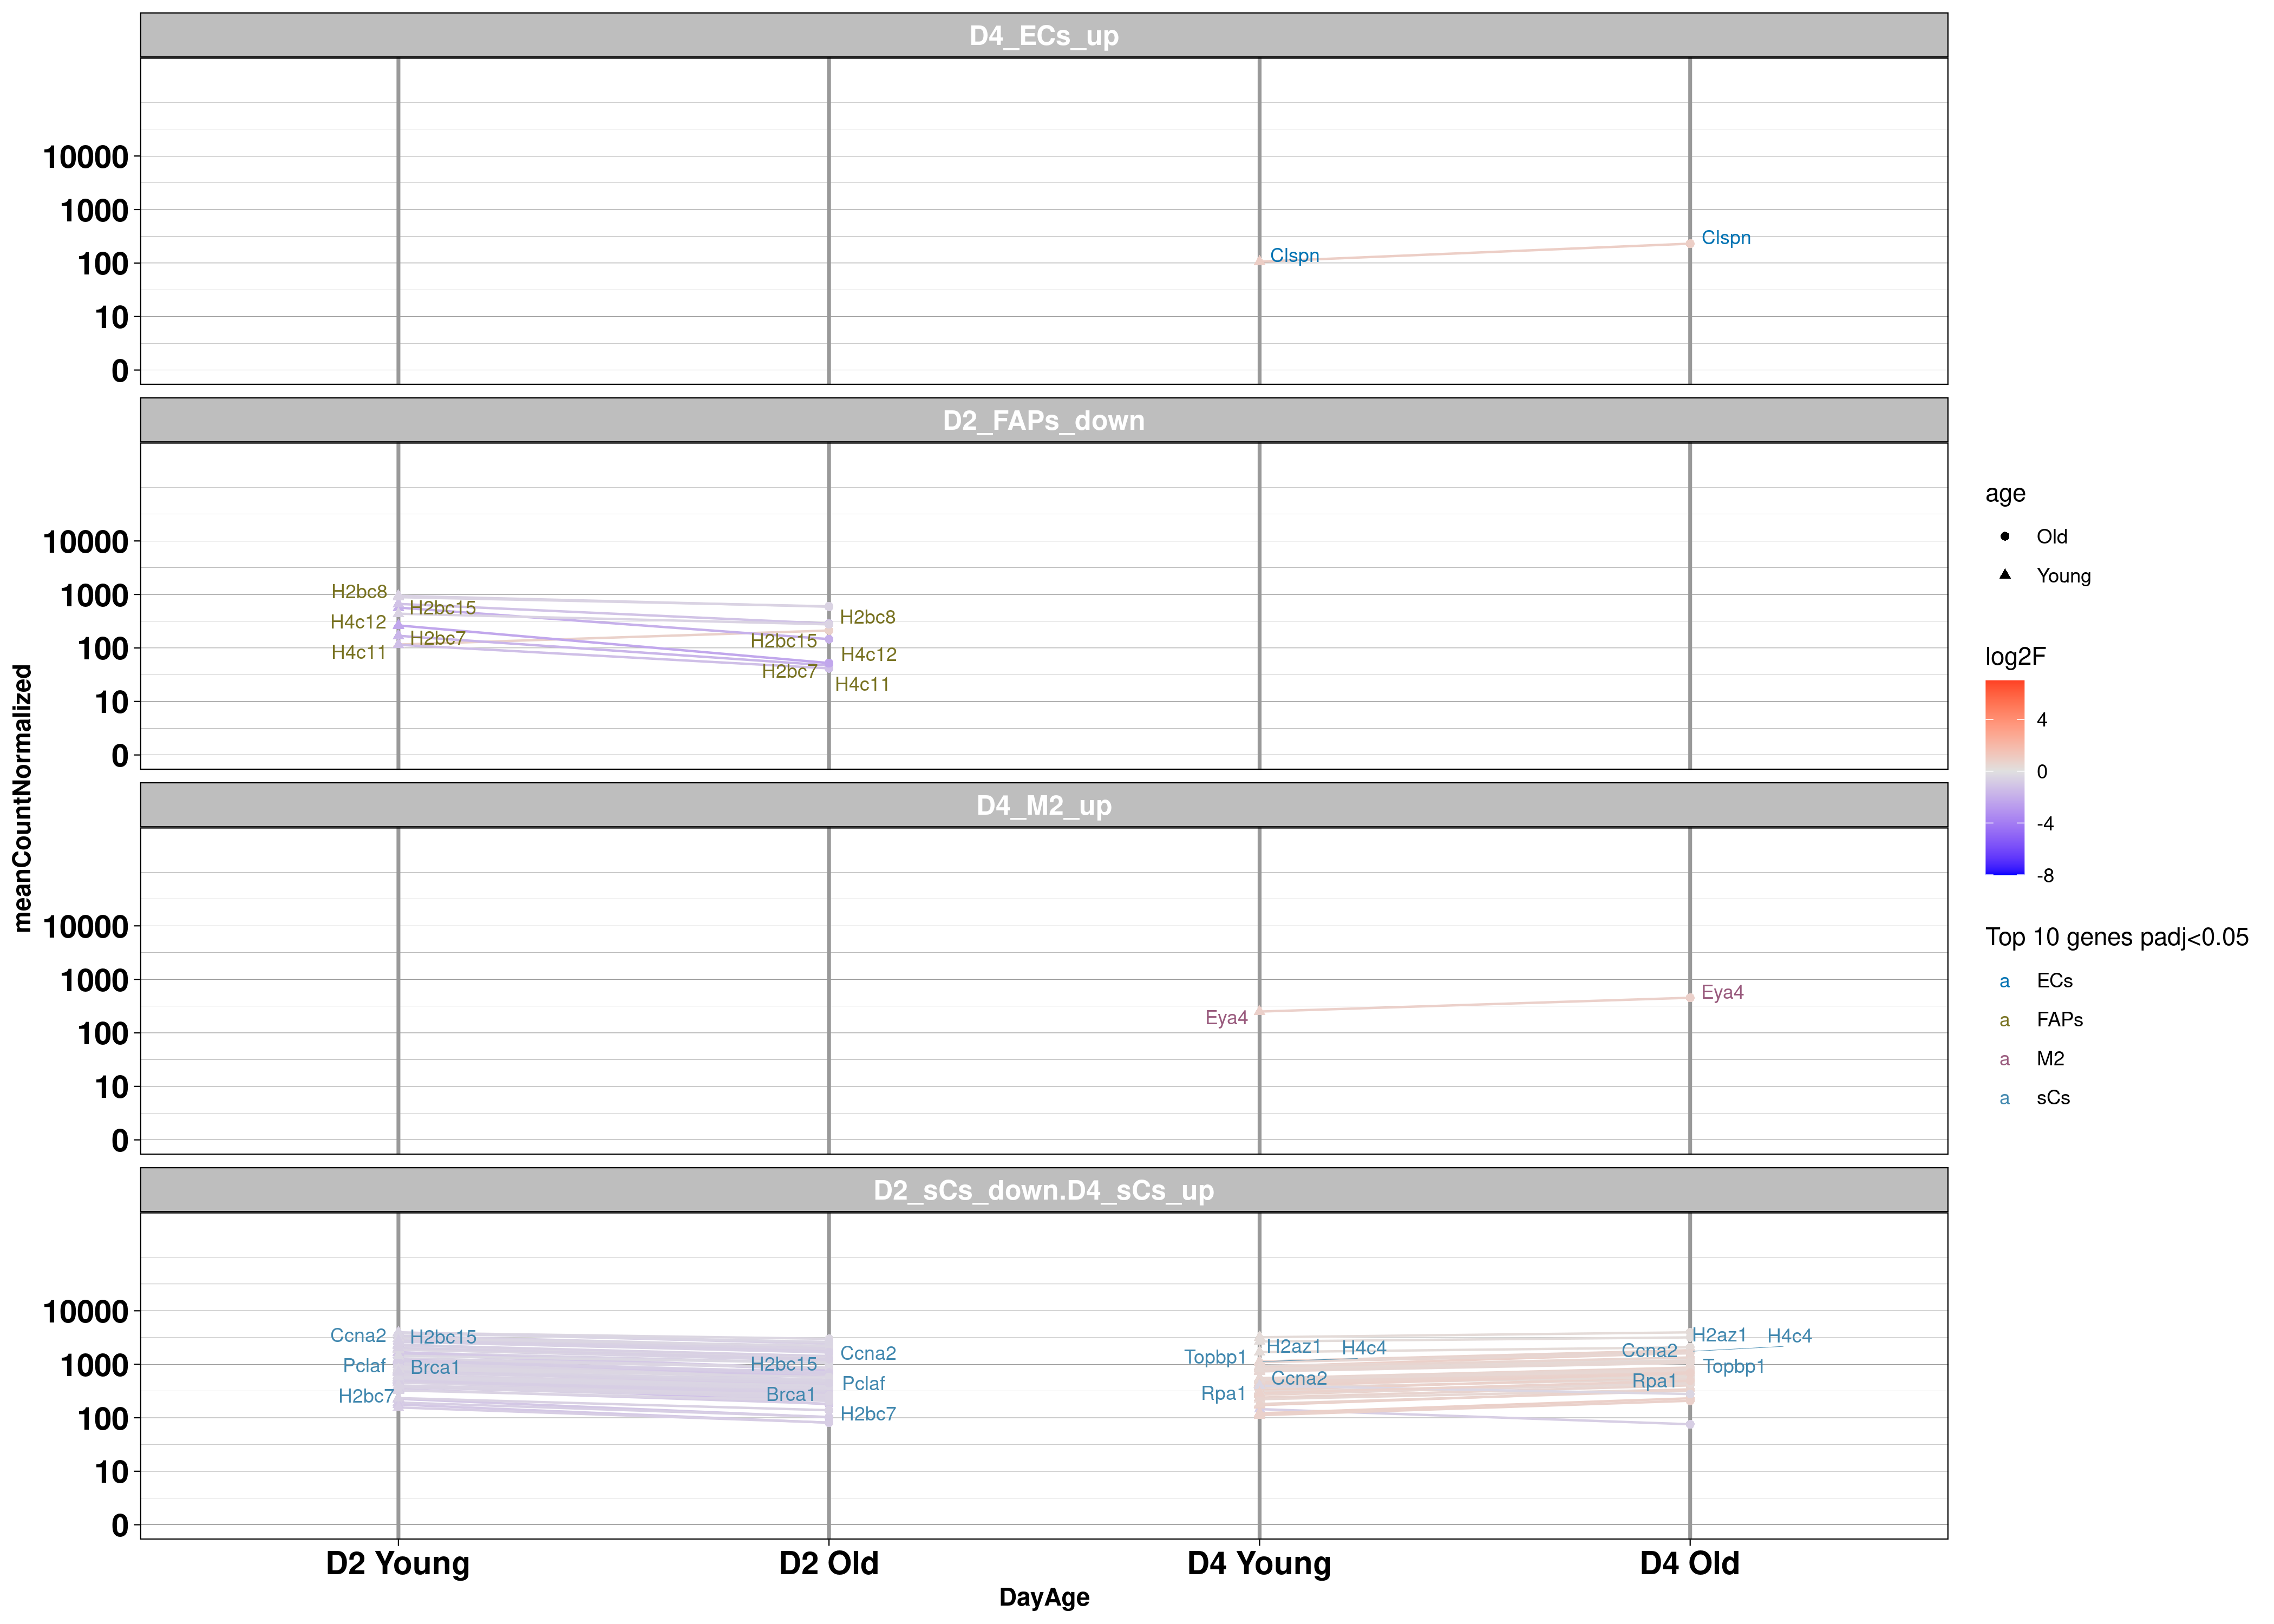 D4_ECs_up
10000
1000
100
10
0
Clspn
Clspn
D2_FAPs_down
10000
1000
100
10
0
H2bc8
H2bc15
H4c12
H2bc7
H4c11
H2bc8
H2bc15
H4c12
H2bc7
H4c11
D4_M2_up
10000
1000
100
10
0
Eya4
Eya4
D2_sCs_down.D4_sCs_up
10000
1000
100
10
0
Ccna2
H2bc15
Pclaf
Brca1
H2bc7
Ccna2
H2bc15
Pclaf
Brca1
H2bc7
Topbp1
H2az1
H4c4
Ccna2
Rpa1
H2az1
H4c4
Ccna2
Topbp1
Rpa1
D2 Young
D2 Old
D4 Young
D4 Old
DayAge
meanCountNormalized
age
Old
Young
log2F
4
0
-4
-8
Top 10 genes padj<0.05
a ECs
a FAPs
a M2
a sCs